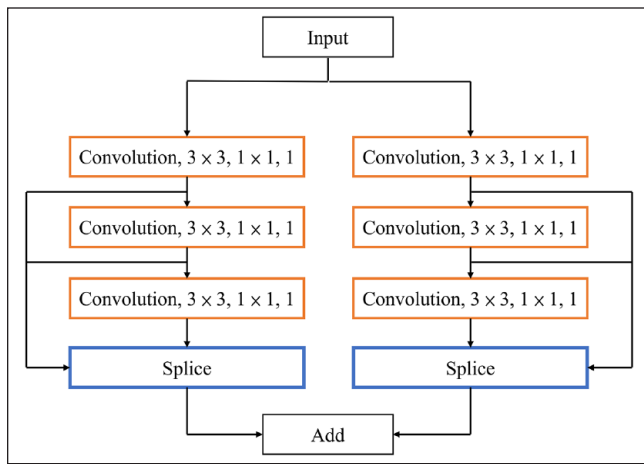 Input
Convolution, 3 × 3, 1 × 1, 1
Convolution, 3 × 3, 1 × 1, 1
Convolution, 3 × 3, 1 × 1, 1
Convolution, 3 × 3, 1 × 1, 1
Convolution, 3 × 3, 1 × 1, 1
Convolution, 3 × 3, 1 × 1, 1
Splice
Splice
Add